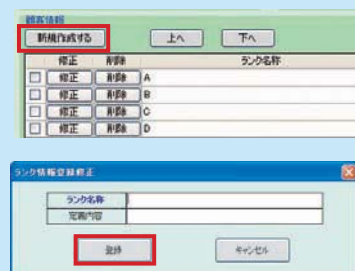 顧客情報
新規作成する 上へ 下へ
修正 削除 ランク名称
修正 削除 A
修正 削除 B
修正 削除 C
修正 削除 D
ランク情報登録修正
ランク名称
定義内容
登録 キャンセル